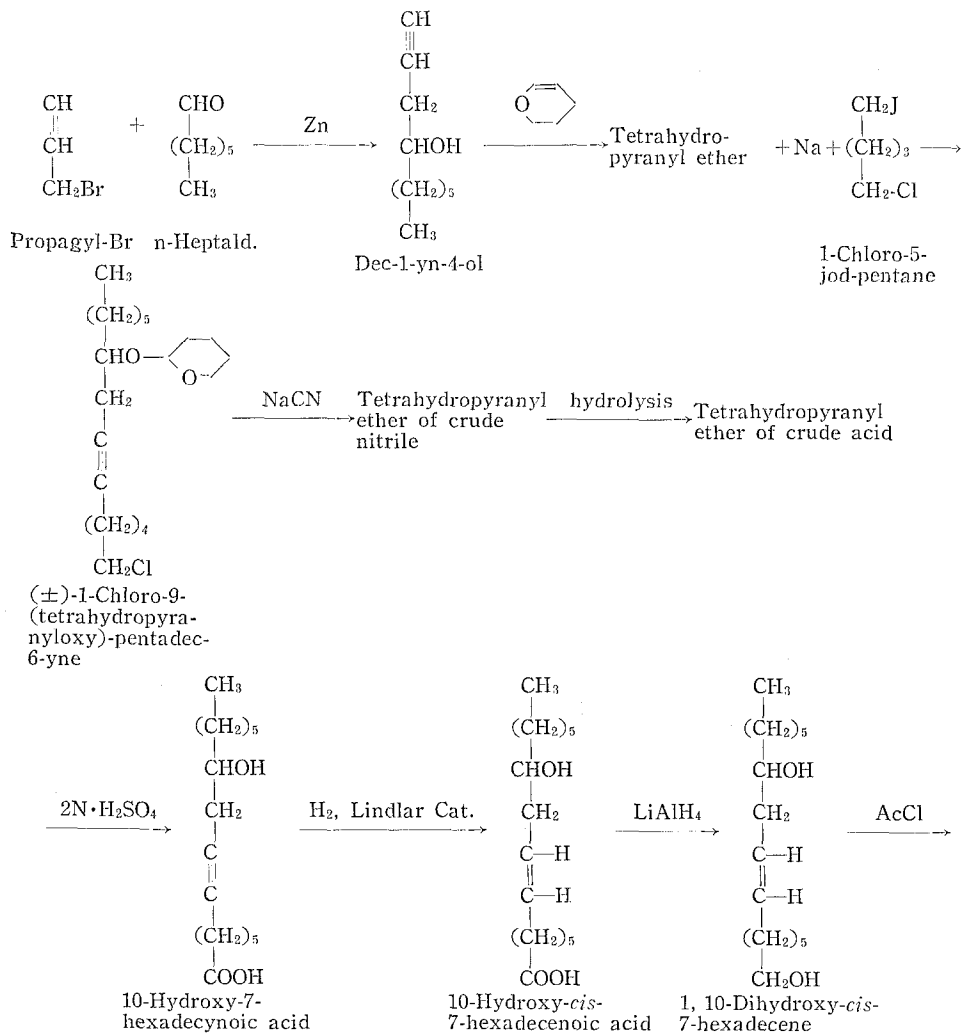 CH
CH
CH₂Br
+
CHO
(CH₂)₅
CH₃
Zn
CH
CH
CH₂
CHOH
(CH₂)₅
CH₃
O
Tetrahydro-
pyranyl ether
+Na+
CH₂J
(CH₂)₃
CH₂-Cl
Propagyl-Br n-Heptald.
Dec-1-yn-4-ol
1-Chloro-5-
jod-pentane
CH₃
(CH₂)₅
CHO
O
CH₂
C
C
(CH₂)₄
CH₂Cl
(±)-1-Chloro-9-
(tetrahydropyra-
nyloxy)-pentadec-
6-yne
NaCN
Tetrahydropyranyl
ether of crude
nitrile
hydrolysis
Tetrahydropyranyl
ether of crude acid
2N·H₂SO₄
CH₃
(CH₂)₅
CHOH
CH₂
C
C
(CH₂)₅
COOH
10-Hydroxy-7-
hexadecynoic acid
H₂, Lindlar Cat.
CH₃
(CH₂)₅
CHOH
CH₂
C—H
C—H
(CH₂)₅
COOH
10-Hydroxy-cis-
7-hexadecenoic acid
LiAlH₄
CH₃
(CH₂)₅
CHOH
CH₂
C—H
C—H
(CH₂)₅
CH₂OH
1, 10-Dihydroxy-cis-
7-hexadecene
AcCl